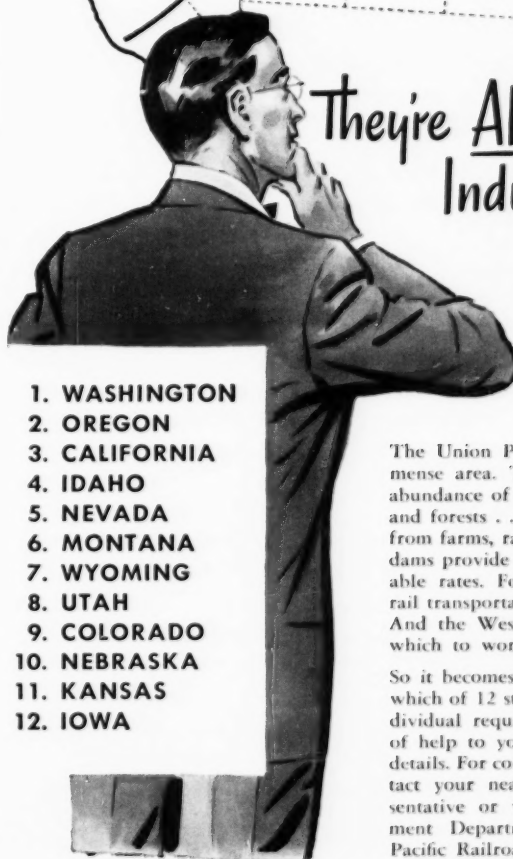 They're
Indu
1. WASHINGTON
2. OREGON
3. CALIFORNIA
4. IDAHO
5. NEVADA
6. MONTANA
7. WYOMING
8. UTAH
9. COLORADO
10. NEBRASKA
11. KANSAS
12. IOWA
The Union P
mense area. T
abundance of
and forests . .
from farms, ra
dams provide
able rates. Fo
rail transporta
And the Wes
which to wor
So it becomes
which of 12 st
dividual requ
of help to yo
details. For co
tact your nea
sentative or
ment Departm
Pacific Railroa